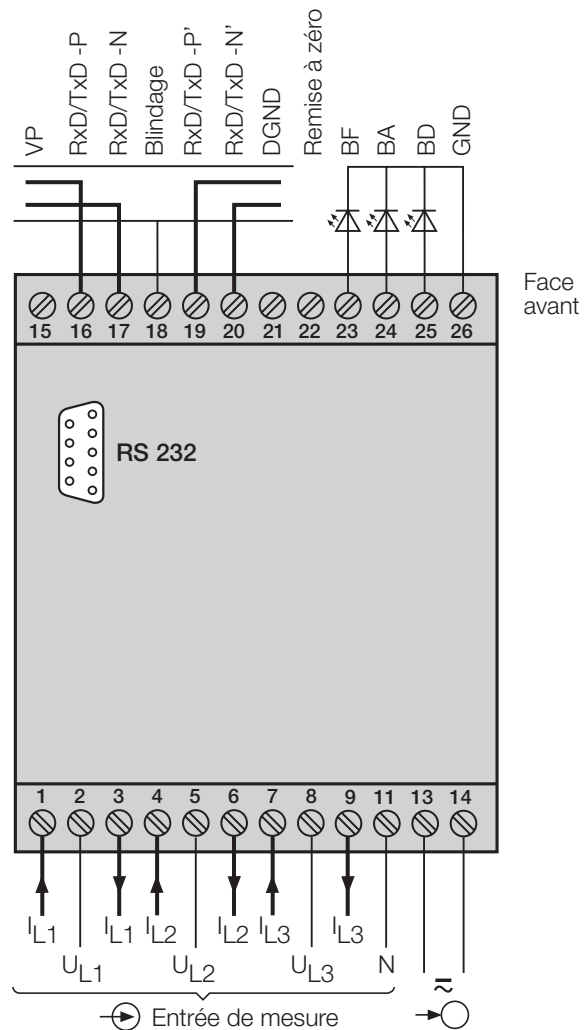 VP
RxD/TxD -P
RxD/TxD -N
Blindage
RxD/TxD -P'
RxD/TxD -N'
DGND
Remise à zéro
BF
BA
BD
GND
Face
avant
15 16 17 18 19 20 21 22 23 24 25 26
RS 232
1 2 3 4 5 6 7 8 9 11 13 14
IL1 IL1 IL2 IL2 IL3 IL3
UL1 UL2 UL3 N
Entrée de mesure